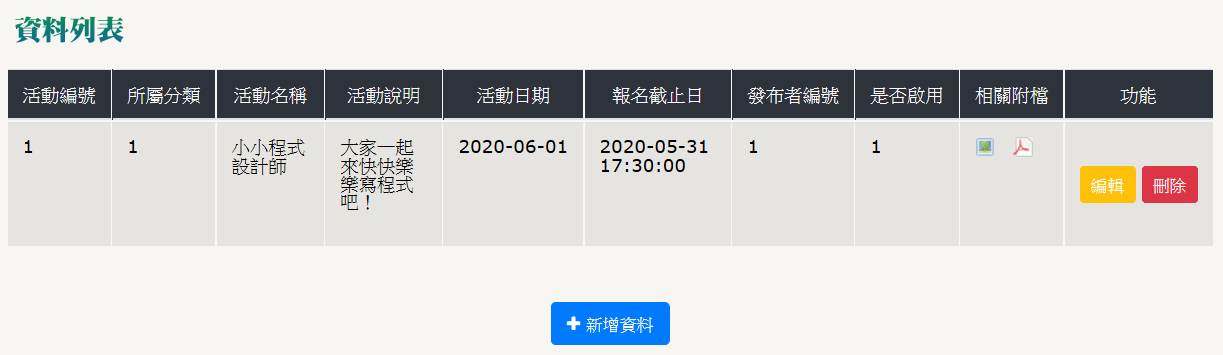 資料列表
活動編號 所屬分類 活動名稱 活動說明 活動日期 報名截止日 發布者編號 是否啟用 相關附檔 功能
1 1 小小程式 大家一起 2020-06-01 2020-05-31 1 1
設計師 來快快樂 17:30:00
樂寫程式
編輯 刪除
吧！
新增資料